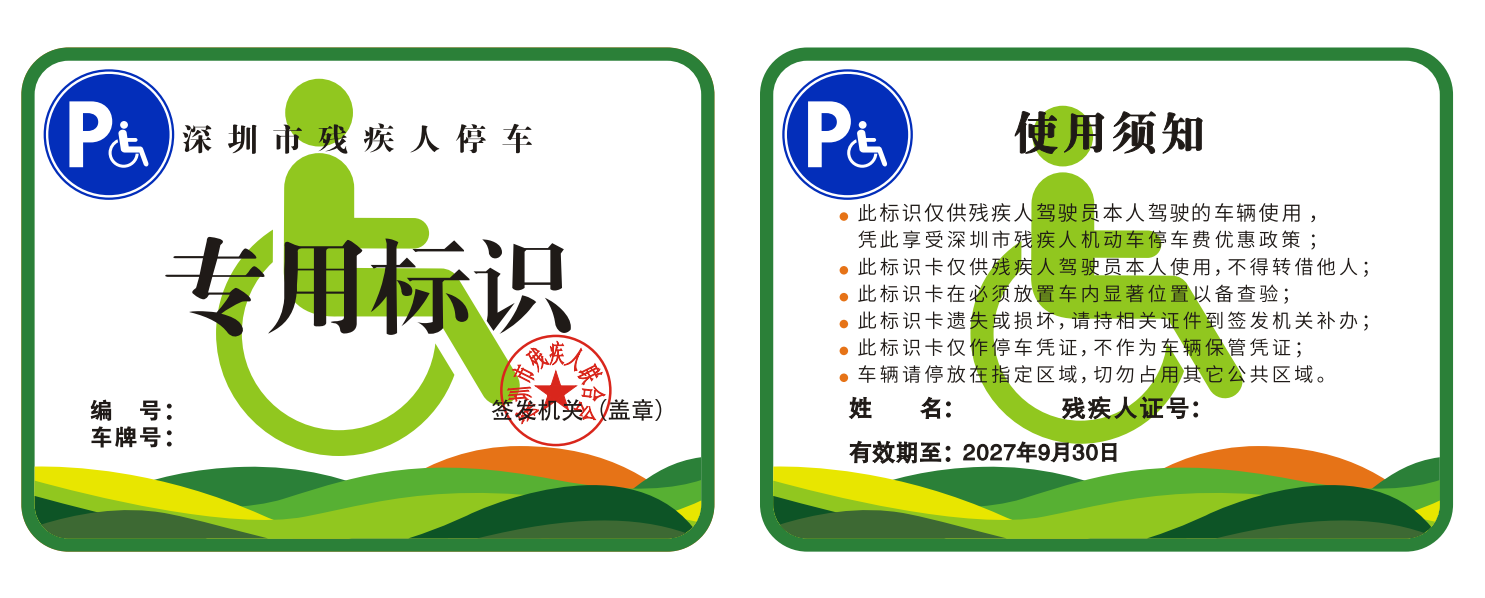 P
深圳市残疾人停车
专用标识
深圳市残疾人联合会
签发机关（盖章）
编 号：
车牌号：
P
使用须知
此标识仅供残疾人驾驶员本人驾驶的车辆使用，
凭此享受深圳市残疾人机动车停车费优惠政策；
此标识卡仅供残疾人驾驶员本人使用，不得转借他人；
此标识卡在必须放置车内显著位置以备查验；
此标识卡遗失或损坏，请持相关证件到签发机关补办；
此标识卡仅作停车凭证，不作为车辆保管凭证；
车辆请停放在指定区域，切勿占用其它公共区域。
姓 名： 残疾人证号：
有效期至：2027年9月30日